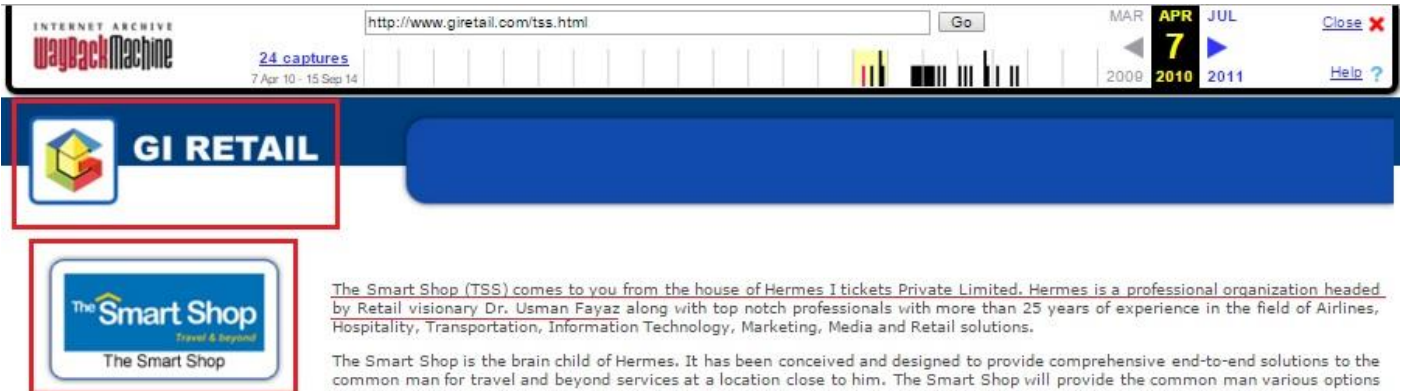 INTERNET ARCHIVE
WayBackMachine
http://www.giretail.com/tss.html
Go
24 captures
7 Apr 10 - 15 Sep 14
MAR APR JUL
7
2009 2010 2011
Close
Help ?
GI RETAIL
The Smart Shop
Travel & beyond
The Smart Shop
The Smart Shop (TSS) comes to you from the house of Hermes I tickets Private Limited. Hermes is a professional organization headed
by Retail visionary Dr. Usman Fayaz along with top notch professionals with more than 25 years of experience in the field of Airlines,
Hospitality, Transportation, Information Technology, Marketing, Media and Retail solutions.
The Smart Shop is the brain child of Hermes. It has been conceived and designed to provide comprehensive end-to-end solutions to the
common man for travel and beyond services at a location close to him. The Smart Shop will provide the common man various options